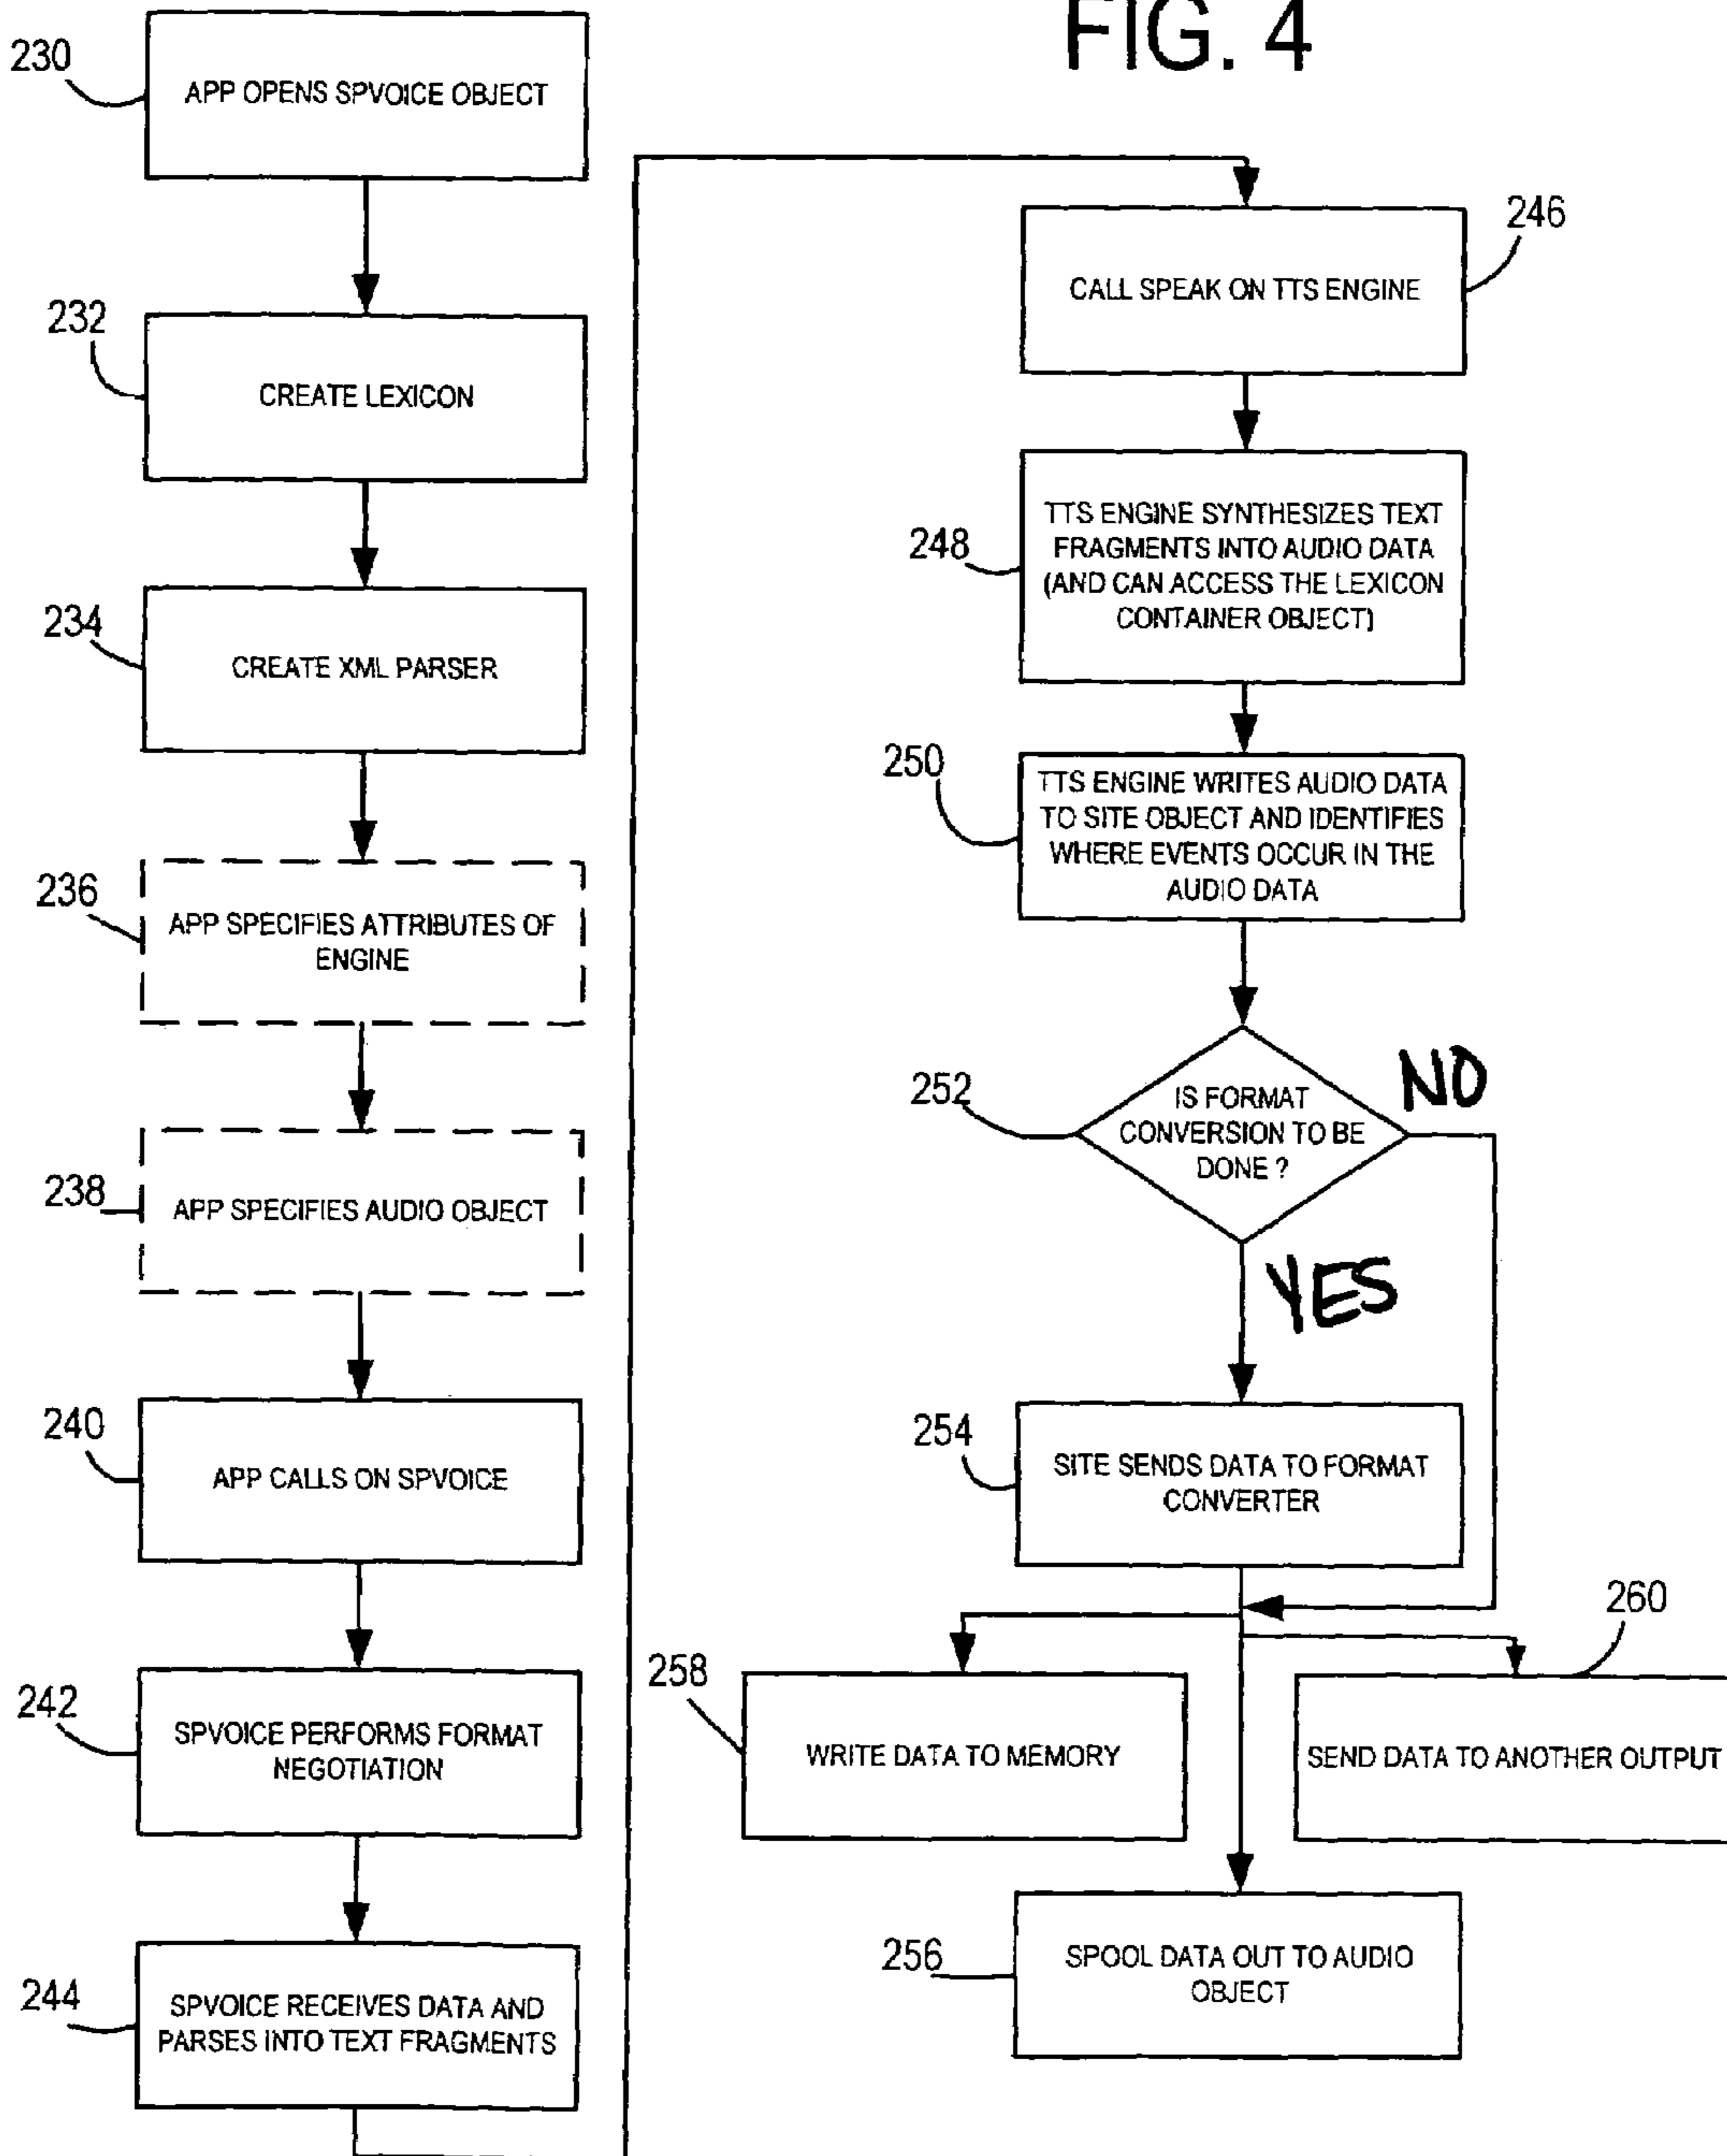 FIG. 4
230
APP OPENS SPVOICE OBJECT
232
CREATE LEXICON
234
CREATE XML PARSER
236
APP SPECIFIES ATTRIBUTES OF
ENGINE
238
APP SPECIFIES AUDIO OBJECT
240
APP CALLS ON SPVOICE
242
SPVOICE PERFORMS FORMAT
NEGOTIATION
244
SPVOICE RECEIVES DATA AND
PARSES INTO TEXT FRAGMENTS
246
CALL SPEAK ON TTS ENGINE
248
TTS ENGINE SYNTHESIZES TEXT
FRAGMENTS INTO AUDIO DATA
(AND CAN ACCESS THE LEXICON
CONTAINER OBJECT)
250
TTS ENGINE WRITES AUDIO DATA
TO SITE OBJECT AND IDENTIFIES
WHERE EVENTS OCCUR IN THE
AUDIO DATA
252
IS FORMAT
CONVERSION TO BE
DONE ?
NO
YES
254
SITE SENDS DATA TO FORMAT
CONVERTER
258
WRITE DATA TO MEMORY
260
SEND DATA TO ANOTHER OUTPUT
256
SPOOL DATA OUT TO AUDIO
OBJECT